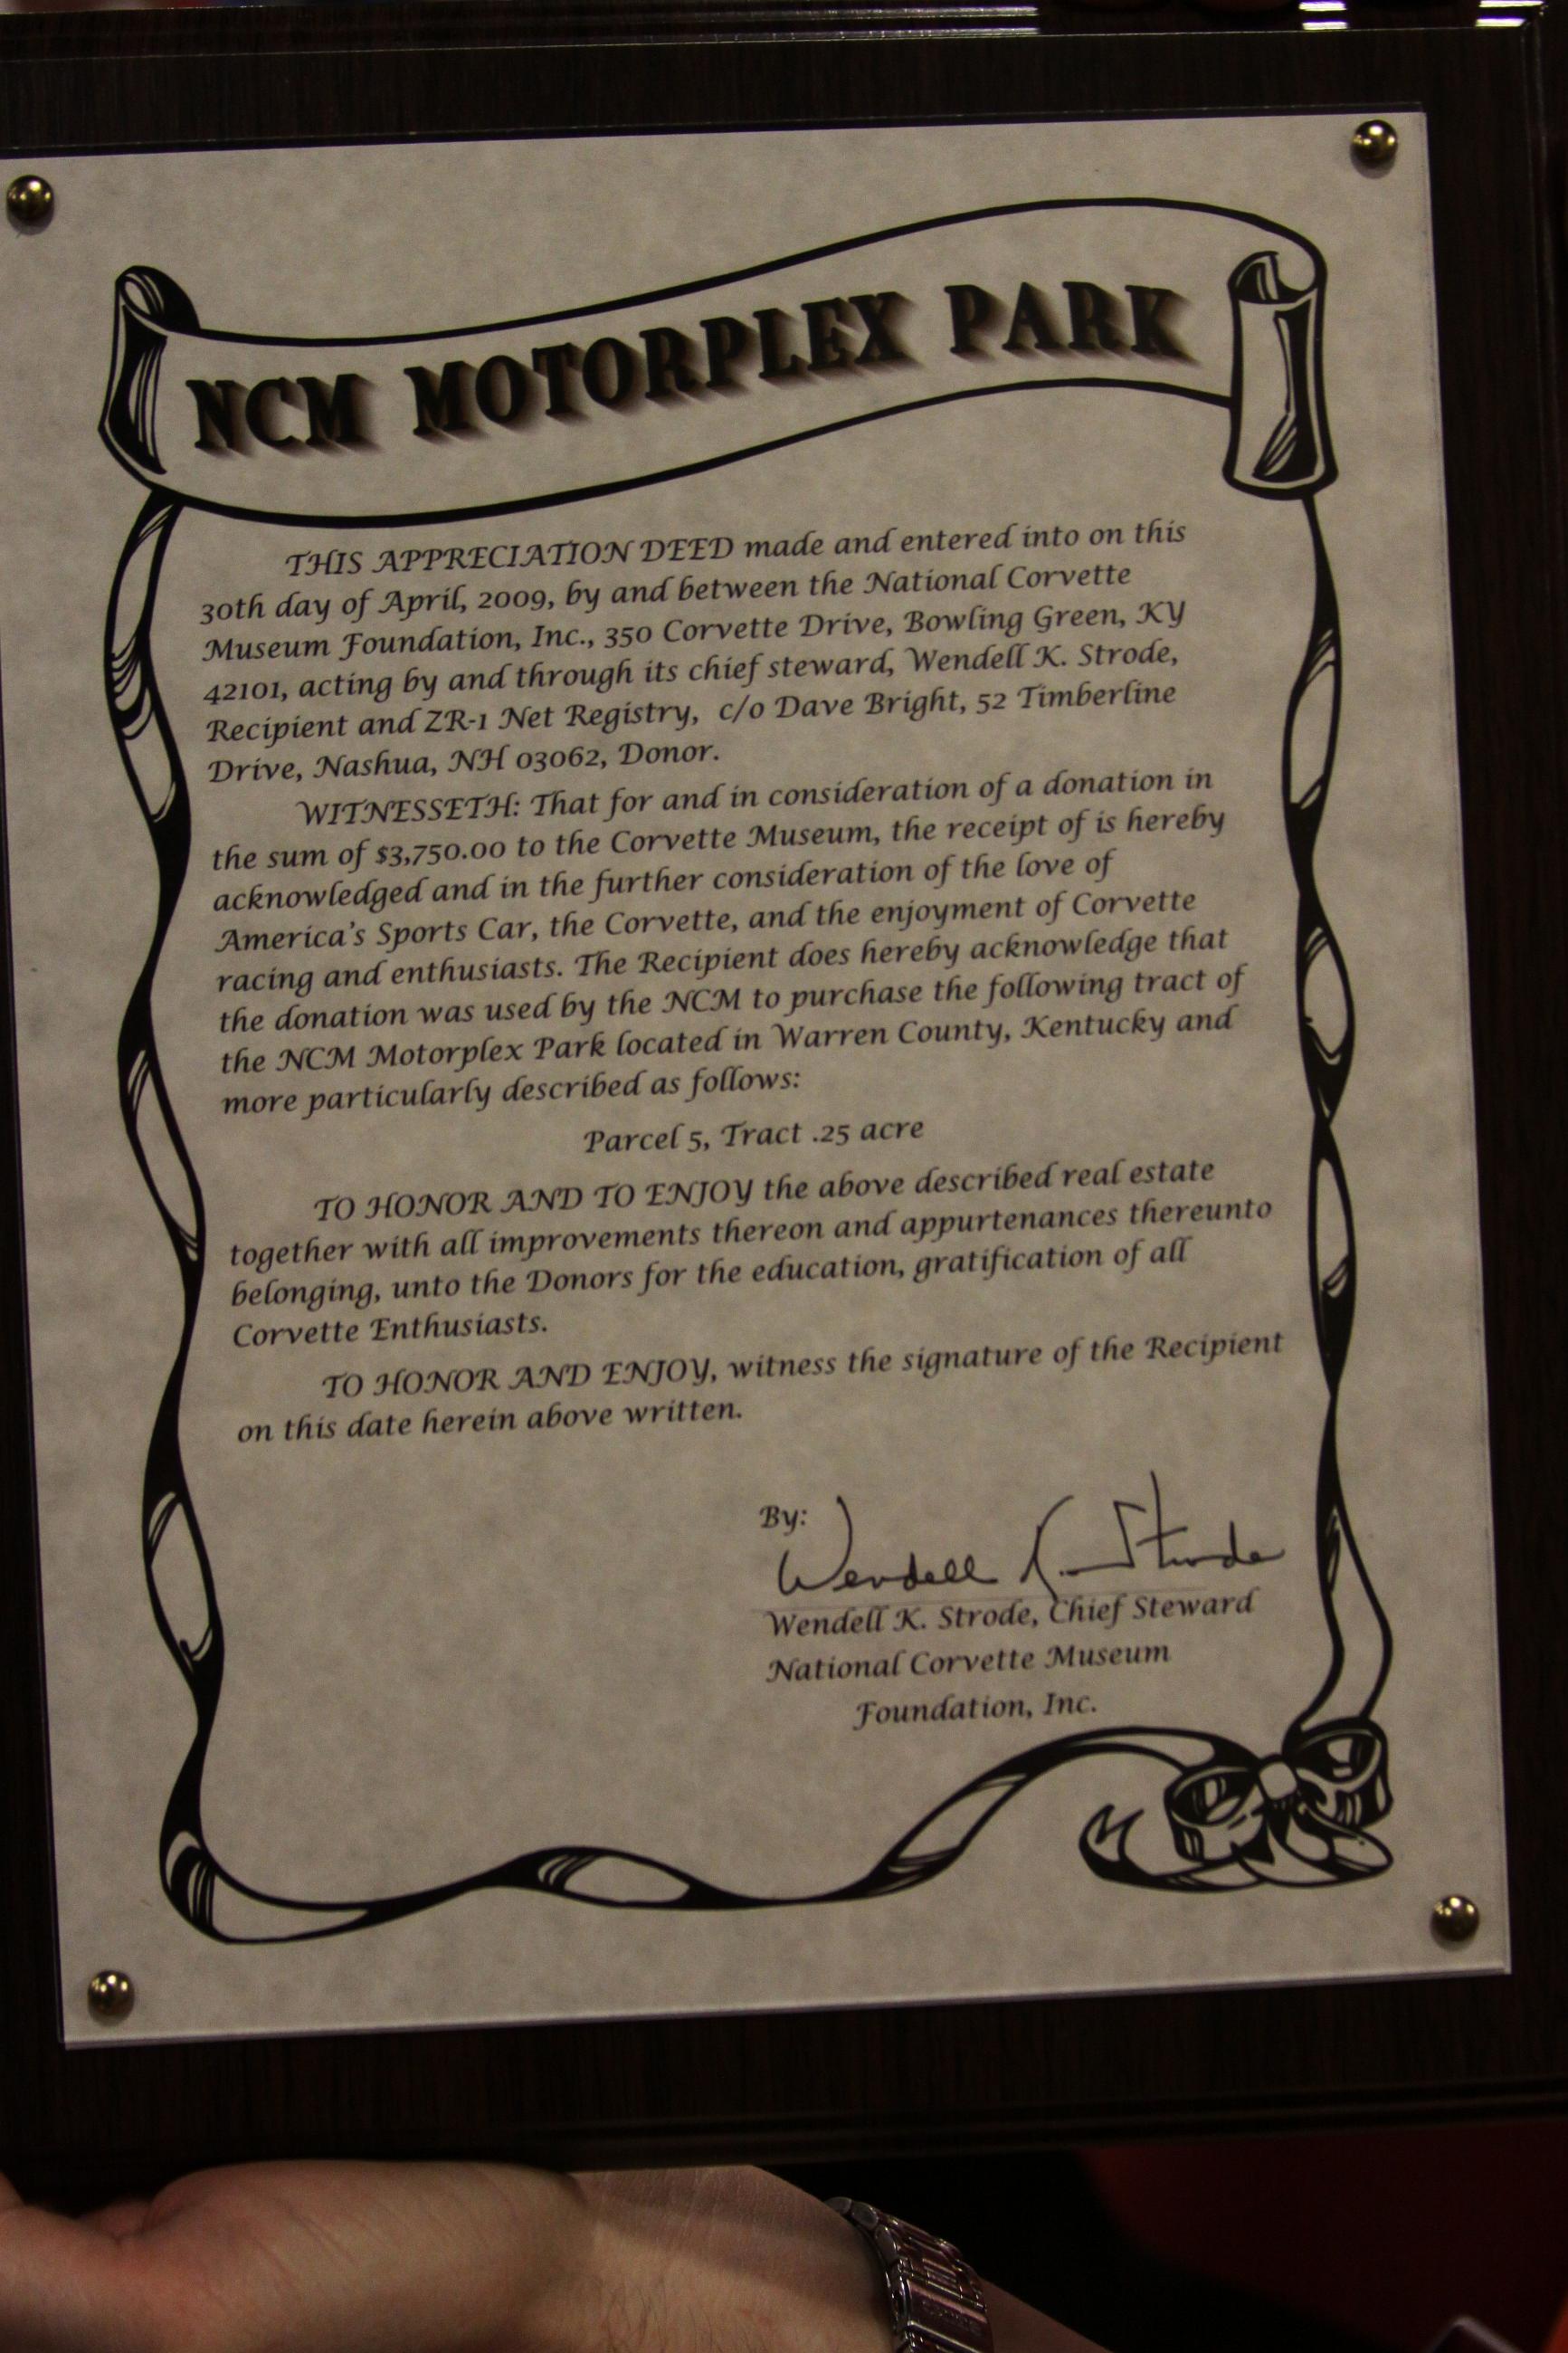 NCM MOTORPLEX PARK
THIS APPRECIATION DEED made and entered into on this
30th day of April, 2009, by and between the National Corvette
Museum Foundation, Inc., 350 Corvette Drive, Bowling Green, KY
42101, acting by and through its chief steward, Wendell K. Strode,
Recipient and ZR-1 Net Registry, c/o Dave Bright, 52 Timberline
Drive, Nashua, NH 03062, Donor.
WITNESSETH: That for and in consideration of a donation in
the sum of $3,750.00 to the Corvette Museum, the receipt of is hereby
acknowledged and in the further consideration of the love of
America's Sports Car, the Corvette, and the enjoyment of Corvette
racing and enthusiasts. The Recipient does hereby acknowledge that
the donation was used by the NCM to purchase the following tract of
the NCM Motorplex Park located in Warren County, Kentucky and
more particularly described as follows:
Parcel 5, Tract .25 acre
TO HONOR AND TO ENJOY the above described real estate
together with all improvements thereon and appurtenances thereunto
belonging, unto the Donors for the education, gratification of all
Corvette Enthusiasts.
TO HONOR AND ENJOY, witness the signature of the Recipient
on this date herein above written.
By:
Wendell K. Strode
Wendell K. Strode, Chief Steward
National Corvette Museum
Foundation, Inc.